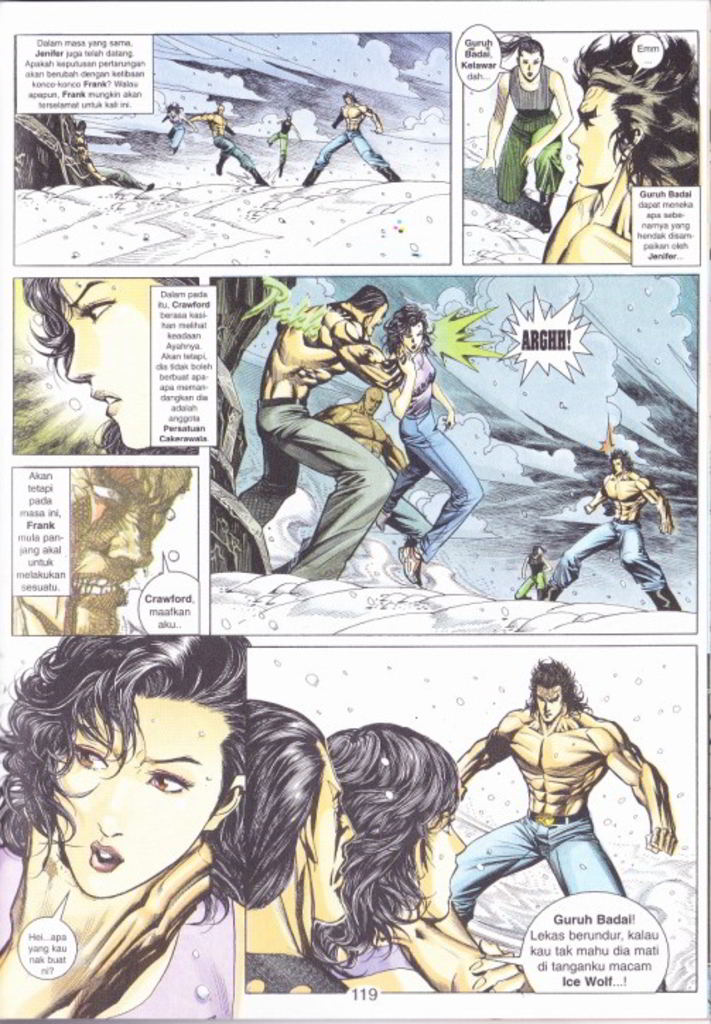 Dalam masa yang sama,
Jenifer juga telah datang.
Apakah keputusan pertarungan
akan berubah dengan ketibaan
konco-konco Frank? Walau
apapun, Frank mungkin akan
terselamat untuk kali ini.
Guruh
Badai,
Kelawar
dah...
Emm
...
Guruh Badai
dapat meneka
apa sebe-
narnya yang
hendak disam-
paikan oleh
Jenifer...
Dalam pada
itu, Crawford
berasa kasi-
han melihat
keadaan
Ayahnya.
Akan tetapi,
dia tidak boleh
berbuat apa-
apa meman-
dangkan dia
adalah
anggota
Persatuan
Cakerawala.
ARGHH!
Akan
tetapi
pada
masa ini,
Frank
mula pan-
jang akal
untuk
melakukan
sesuatu.
Crawford,
maafkan
aku..
Hei...apa
yang kau
buat
ni?
Guruh Badai!
Lekas berundur, kalau
kau tak mahu dia mati
di tanganku macam
Ice Wolf...!
119